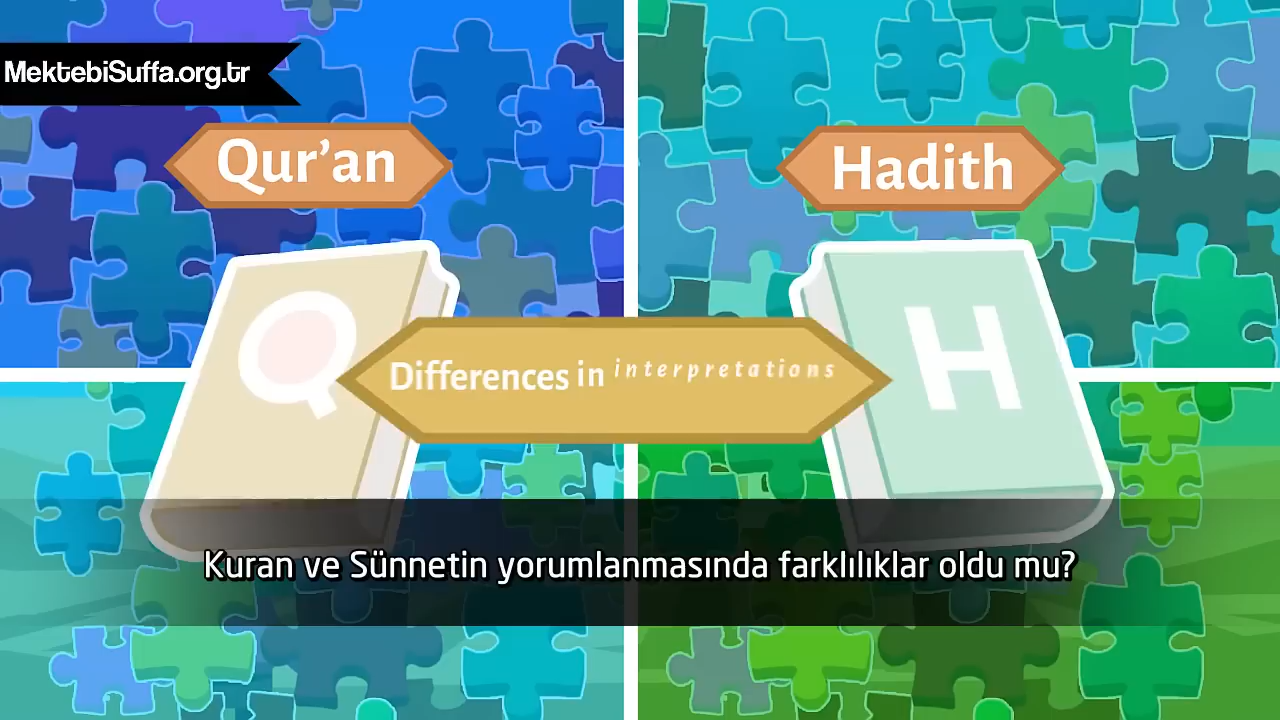 MektebiSuffa.org.tr
Qur’an
Hadith
Q
H
Differences in interpretations
Kuran ve Sünnetin yorumlanmasında farklılıklar oldu mu?